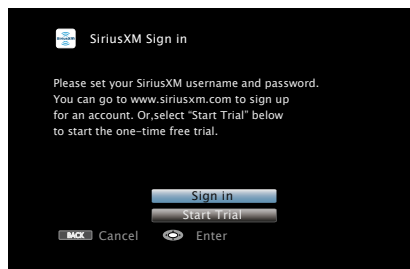 SiriusXM SiriusXM Sign in
Please set your SiriusXM username and password.
You can go to www.siriusxm.com to sign up
for an account. Or,select “Start Trial” below
to start the one-time free trial.
Sign in
Start Trial
BACK Cancel Enter